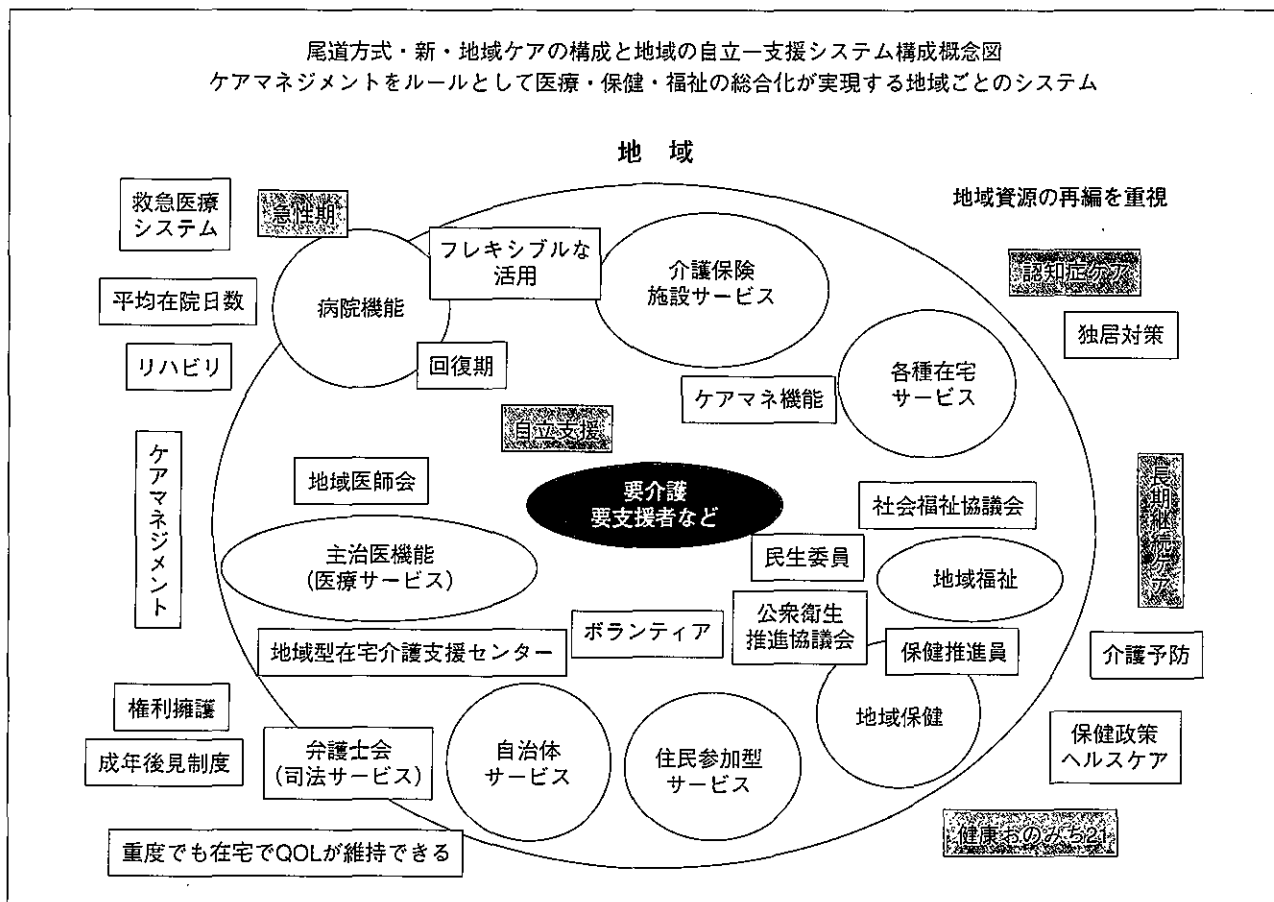 尾道方式・新・地域ケアの構成と地域の自立―支援システム構成概念図
ケアマネジメントをルールとして医療・保健・福祉の総合化が実現する地域ごとのシステム
地 域
地域資源の再編を重視
救急医療
システム
急性期
フレキシブルな
活用
介護保険
施設サービス
認知症ケア
平均在院日数
病院機能
独居対策
リハビリ
回復期
ケアマネ機能
各種在宅
サービス
自立支援
ケアマネジメント
地域医師会
要介護
要支援者など
社会福祉協議会
長期継続ケア
主治医機能
(医療サービス)
民生委員
地域福祉
地域型在宅介護支援センター
ボランティア
公衆衛生
推進協議会
保健推進員
介護予防
権利擁護
地域保健
成年後見制度
弁護士会
(司法サービス)
自治体
サービス
住民参加型
サービス
保健政策
ヘルスケア
重度でも在宅でQOLが維持できる
健康おのみち21